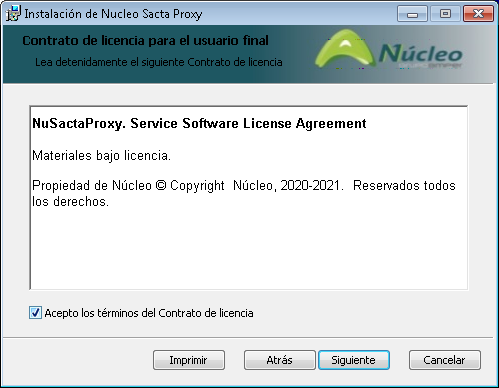 Instalación de Nucleo Sacta Proxy
Contrato de licencia para el usuario final
Lea detenidamente el siguiente Contrato de licencia
Núcleo
NuSactaProxy. Service Software License Agreement
Materiales bajo licencia.
Propiedad de Núcleo © Copyright  Núcleo, 2020-2021.  Reservados todos
los derechos.
Acepto los términos del Contrato de licencia
Imprimir
Atrás
Siguiente
Cancelar